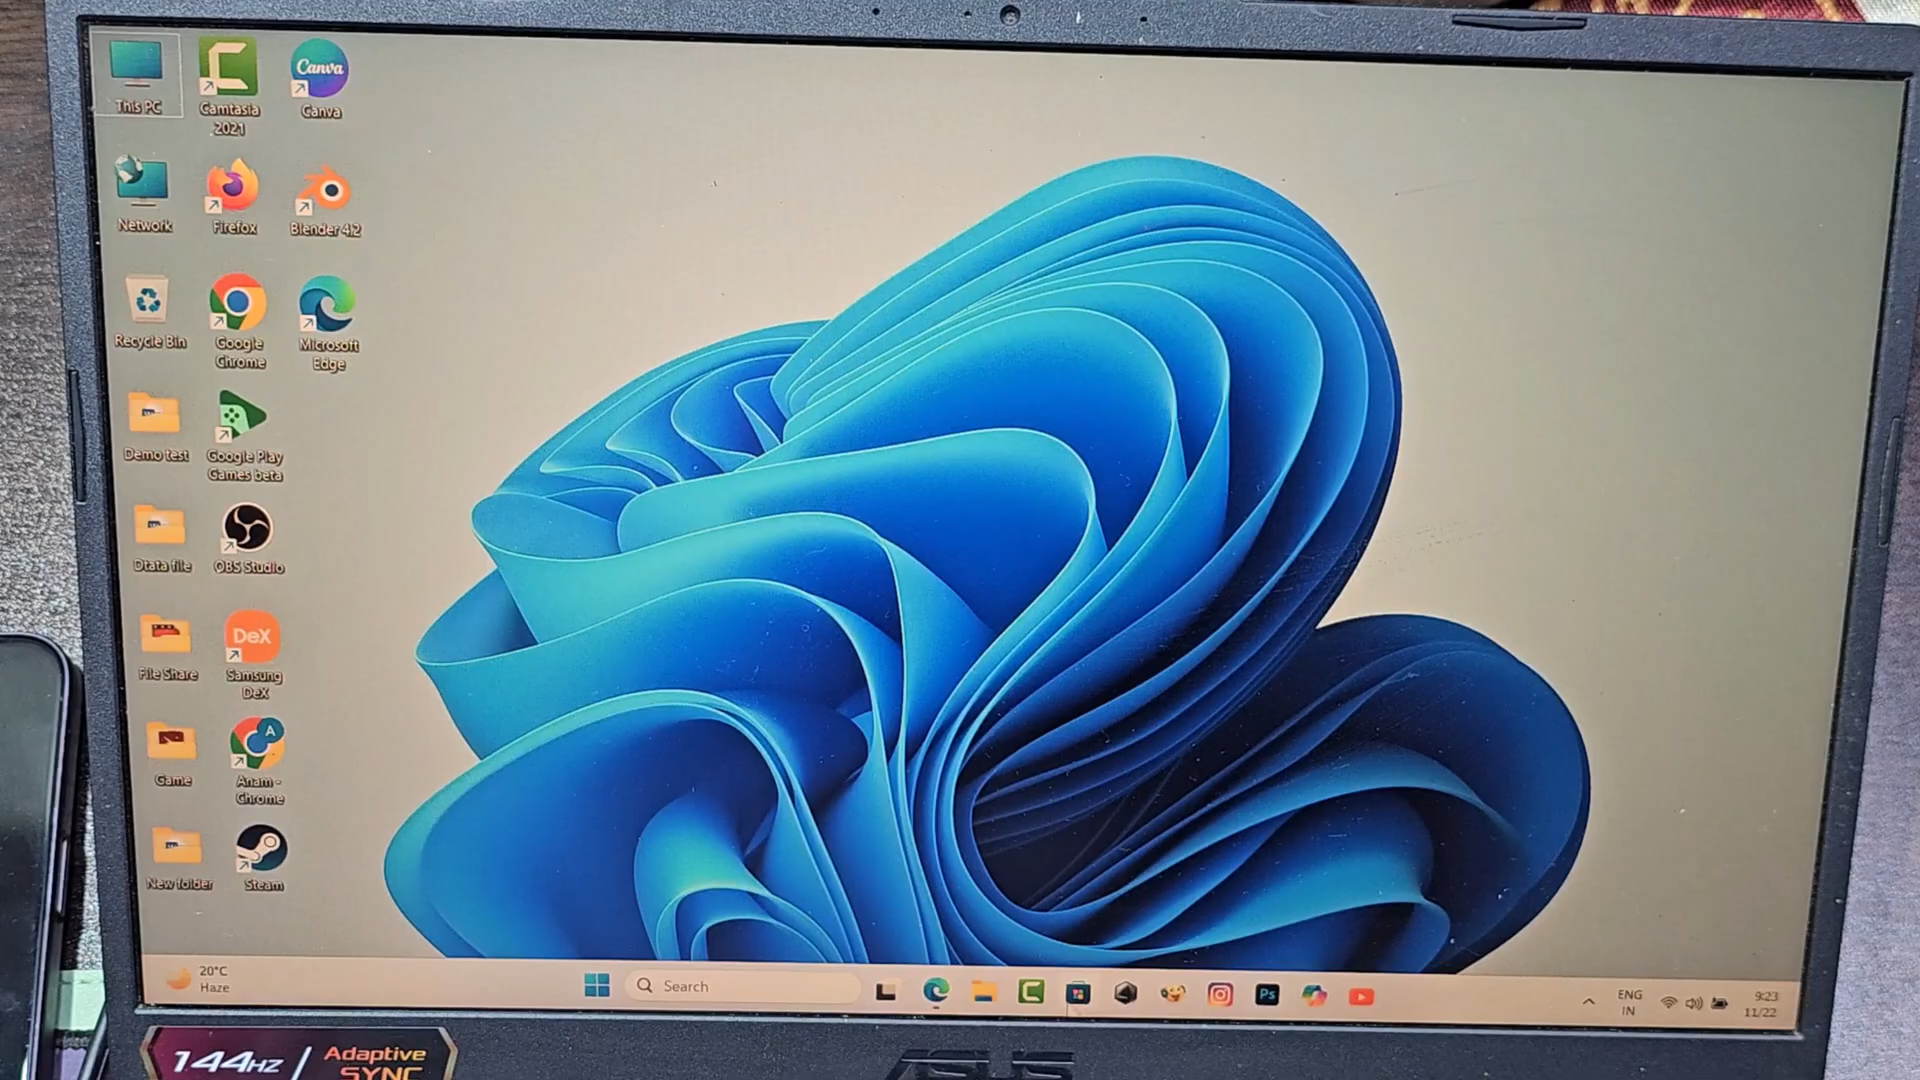 This PC
Camtasia
2021
Canva
Canva
Network
Firefox
Blender 4.2
Recycle Bin
Google
Chrome
Microsoft
Edge
Demo test
Google Play
Games beta
Dtata file
OBS Studio
File Share
DeX
Samsung
DeX
Game
A
Anam -
Chrome
New folder
Steam
20°C
Haze
Search
Ps
ENG
IN
9:23
11/22
144HZ
Adaptive
SYNC
ASUS